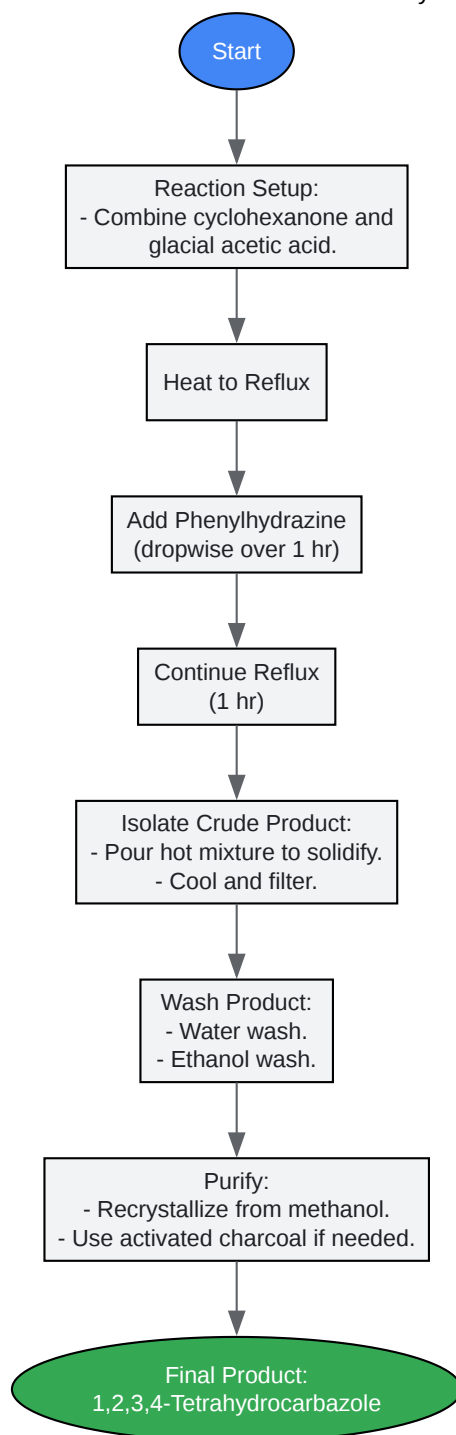 Start
Reaction Setup:
- Combine cyclohexanone and
glacial acetic acid.
Heat to Reflux
Add Phenylhydrazine
(dropwise over 1 hr)
Continue Reflux
(1 hr)
Isolate Crude Product:
- Pour hot mixture to solidify.
- Cool and filter.
Wash Product:
- Water wash.
- Ethanol wash.
Purify:
- Recrystallize from methanol.
- Use activated charcoal if needed.
Final Product:
1,2,3,4-Tetrahydrocarbazole